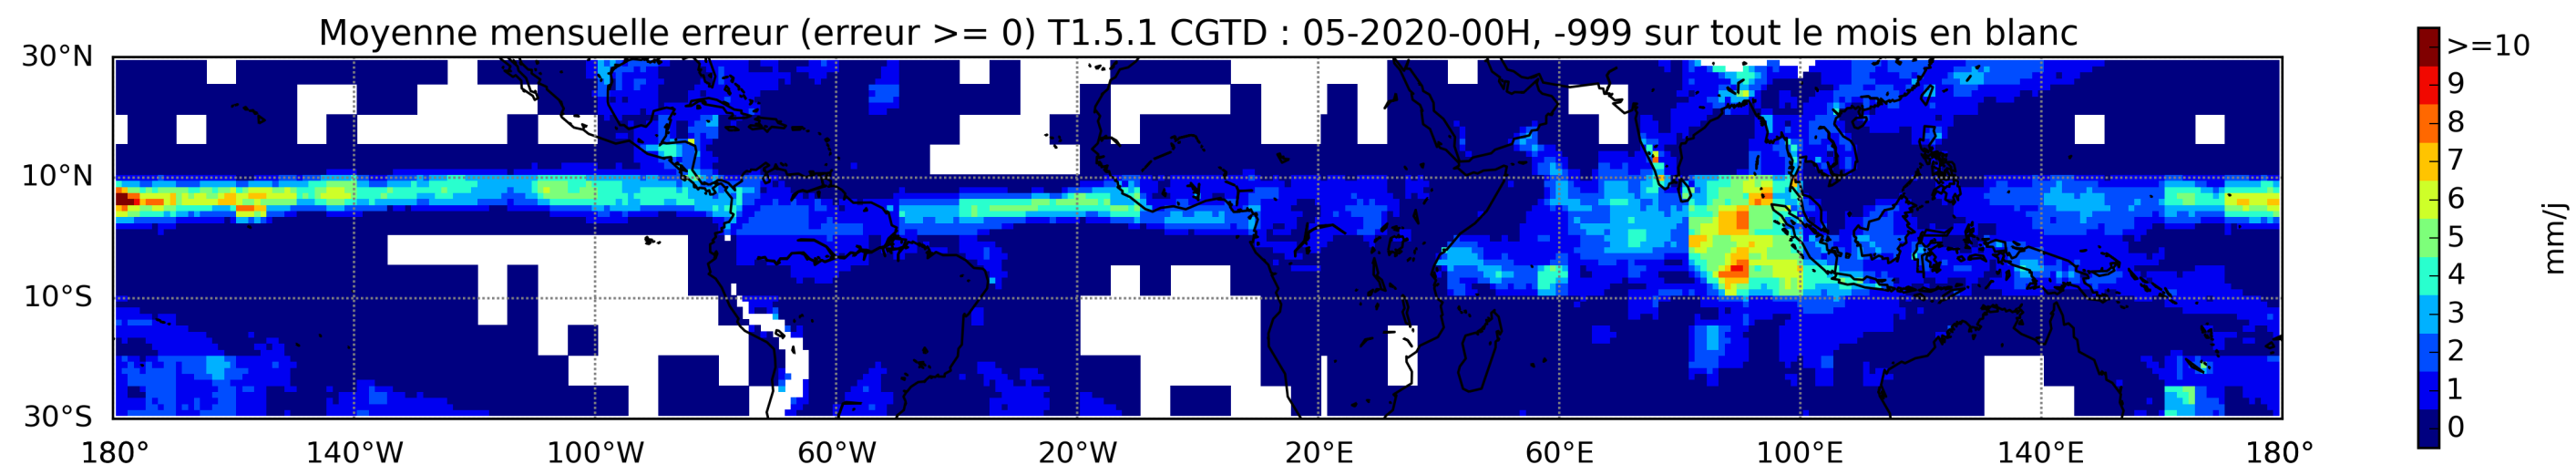 Moyenne mensuelle erreur (erreur >= 0) T1.5.1 CGTD : 05-2020-00H, -999 sur tout le mois en blanc
30°N
10°N
10°S
30°S
180° 140°W 100°W 60°W 20°W 20°E 60°E 100°E 140°E 180°
>=10
9
8
7
6
5
4
3
2
1
0
mm/j